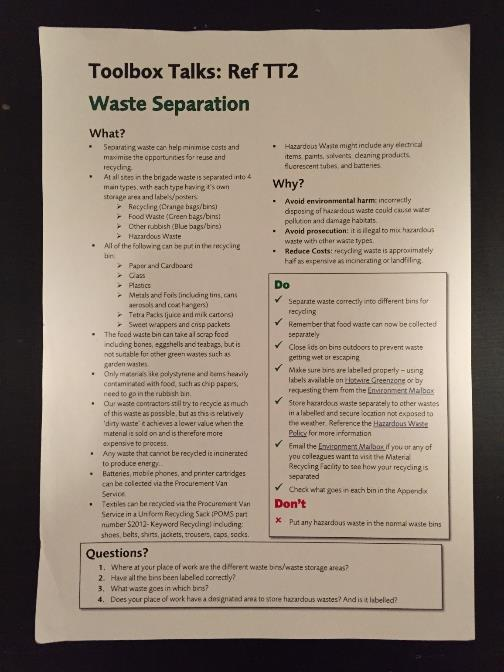 Toolbox Talks: Ref TT2
Waste Separation
What?
• Separating waste can help minimise costs and
maximise the opportunities for reuse and
recycling.
• At all sites in the brigade waste is separated into 4
main types, with each type having it's own
storage area and labels/posters:
➢ Recycling (Orange bags/bins)
➢ Food Waste (Green bags/bins)
➢ Other rubbish (Blue bags/bins)
➢ Hazardous Waste
• All of the following can be put in the recycling
bin:
➢ Paper and Cardboard
➢ Glass
➢ Plastics
➢ Metals and Foils (including tins, cans
aerosols and coat hangers)
➢ Tetra Packs (juice and milk cartons)
➢ Sweet wrappers and crisp packets
• The food waste bin can take all scrap food
including bones, eggshells and teabags, but is
not suitable for other green wastes such as
garden wastes.
• Only materials like polystyrene and items heavily
contaminated with food, such as chip papers,
need to go in the rubbish bin.
• Our waste contractors still try to recycle as much
of this waste as possible, but as this is relatively
'dirty waste' it achieves a lower value when the
material is sold on and is therefore more
expensive to process.
• Any waste that cannot be recycled is incinerated
to produce energy..
• Batteries, mobile phones, and printer cartridges
can be collected via the Procurement Van
Service.
• Textiles can be recycled via the Procurement Van
Service in a Uniform Recycling Sack (POMS part
number S2012- Keyword Recycling) including:
shoes, belts, shirts, jackets, trousers, caps, socks.
• Hazardous Waste might include any electrical
items, paints, solvents, cleaning products,
fluorescent tubes, and batteries.
Why?
• Avoid environmental harm: incorrectly
disposing of hazardous waste could cause water
pollution and damage habitats.
• Avoid prosecution: it is illegal to mix hazardous
waste with other waste types.
• Reduce Costs: recycling waste is approximately
half as expensive as incinerating or landfilling.
Do
✓ Separate waste correctly into different bins for
recycling
✓ Remember that food waste can now be collected
separately
✓ Close lids on bins outdoors to prevent waste
getting wet or escaping
✓ Make sure bins are labelled properly – using
labels available on Hotwire Greenzone or by
requesting them from the Environment Mailbox
✓ Store hazardous waste separately to other wastes
in a labelled and secure location not exposed to
the weather. Reference the Hazardous Waste
Policy for more information
✓ Email the Environment Mailbox if you or any of
you colleagues want to visit the Material
Recycling Facility to see how your recycling is
separated
✓ Check what goes in each bin in the Appendix
Don't
✗ Put any hazardous waste in the normal waste bins
Questions?
1. Where at your place of work are the different waste bins/waste storage areas?
2. Have all the bins been labelled correctly?
3. What waste goes in which bins?
4. Does your place of work have a designated area to store hazardous wastes? And is it labelled?